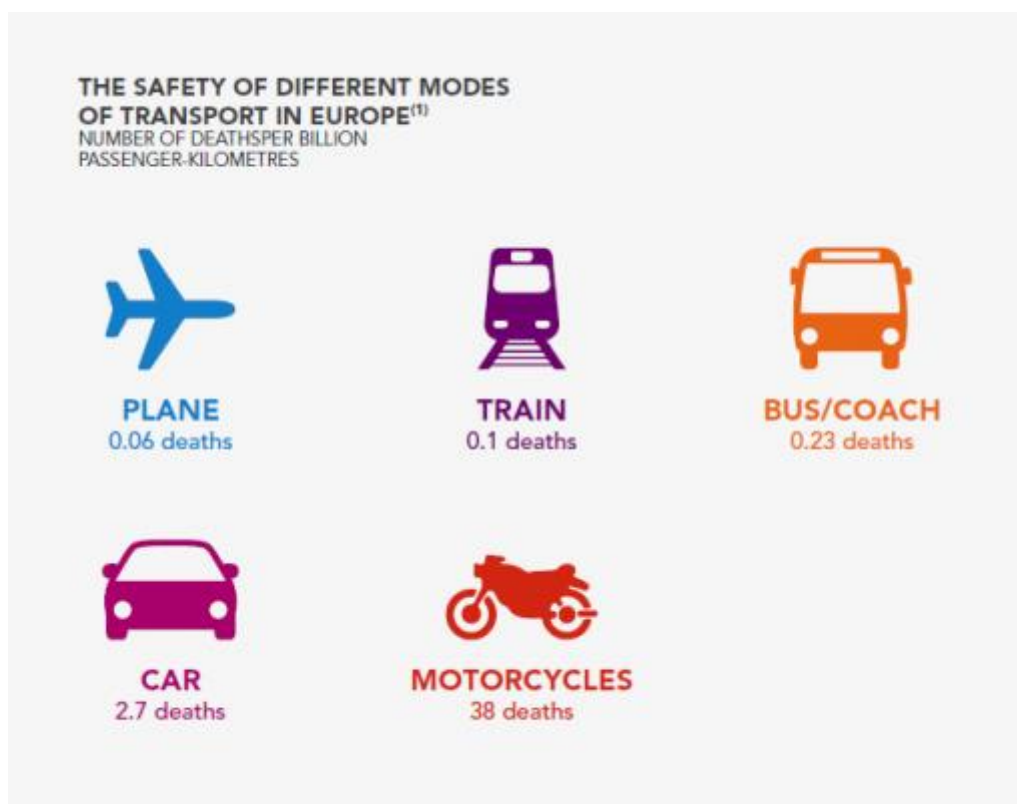 THE SAFETY OF DIFFERENT MODES
OF TRANSPORT IN EUROPE(1)
NUMBER OF DEATHSPER BILLION
PASSENGER-KILOMETRES
PLANE
0.06 deaths
TRAIN
0.1 deaths
BUS/COACH
0.23 deaths
CAR
2.7 deaths
MOTORCYCLES
38 deaths